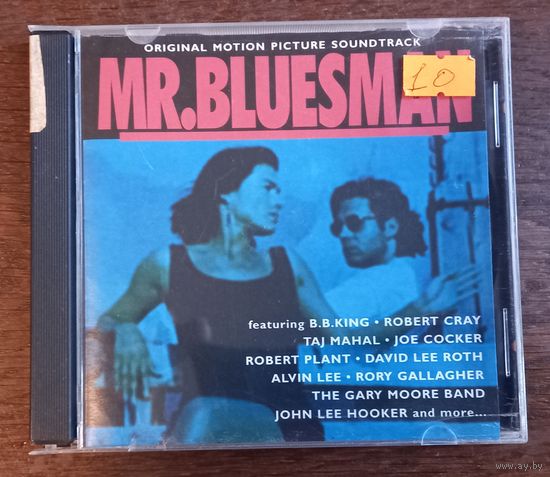 ORIGINAL MOTION PICTURE SOUNDTRACK
MR.BLUESMAN
10
featuring B.B.KING • ROBERT CRAY
TAJ MAHAL • JOE COCKER
ROBERT PLANT • DAVID LEE ROTH
ALVIN LEE • RORY GALLAGHER
THE GARY MOORE BAND
JOHN LEE HOOKER and more...
www.ay.by